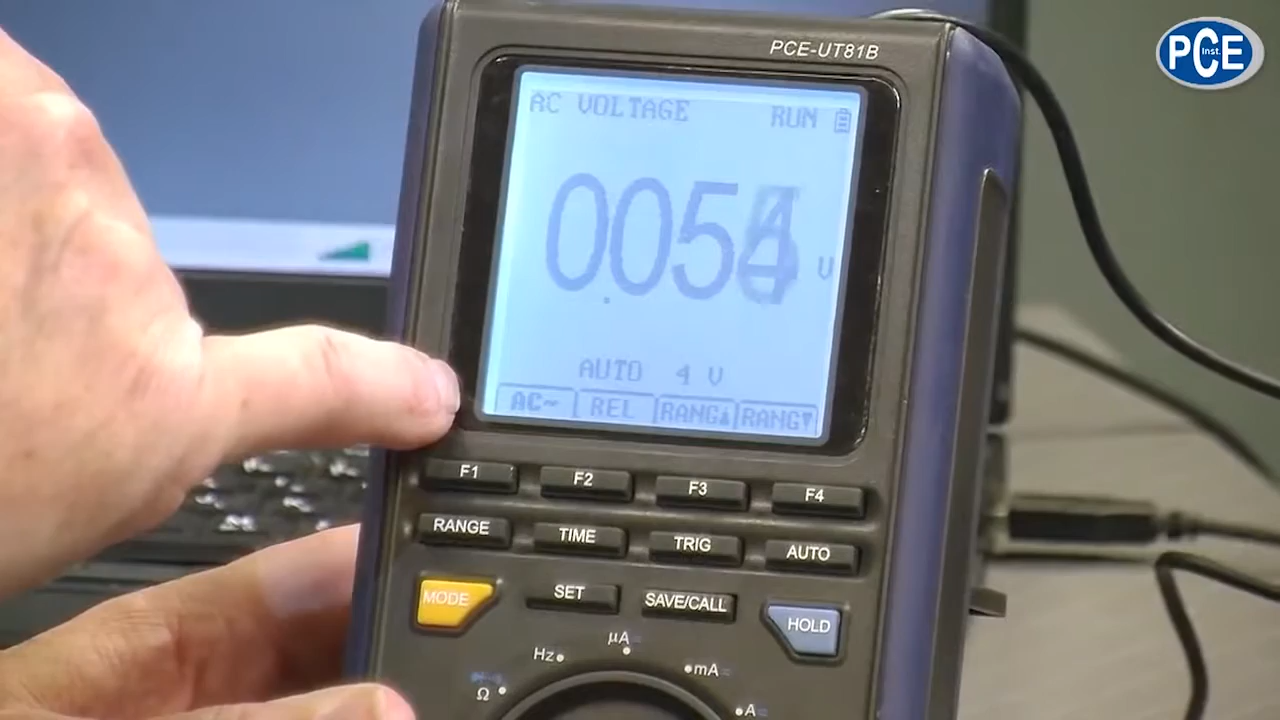 PCE Inst.
PCE-UT81B
AC VOLTAGE RUN
V
AUTO 4 V
AC~ REL RANG▲ RANG▼
F1 F2 F3 F4
RANGE TIME TRIG AUTO
MODE SET SAVE/CALL HOLD
Hz µA mA
Ω A